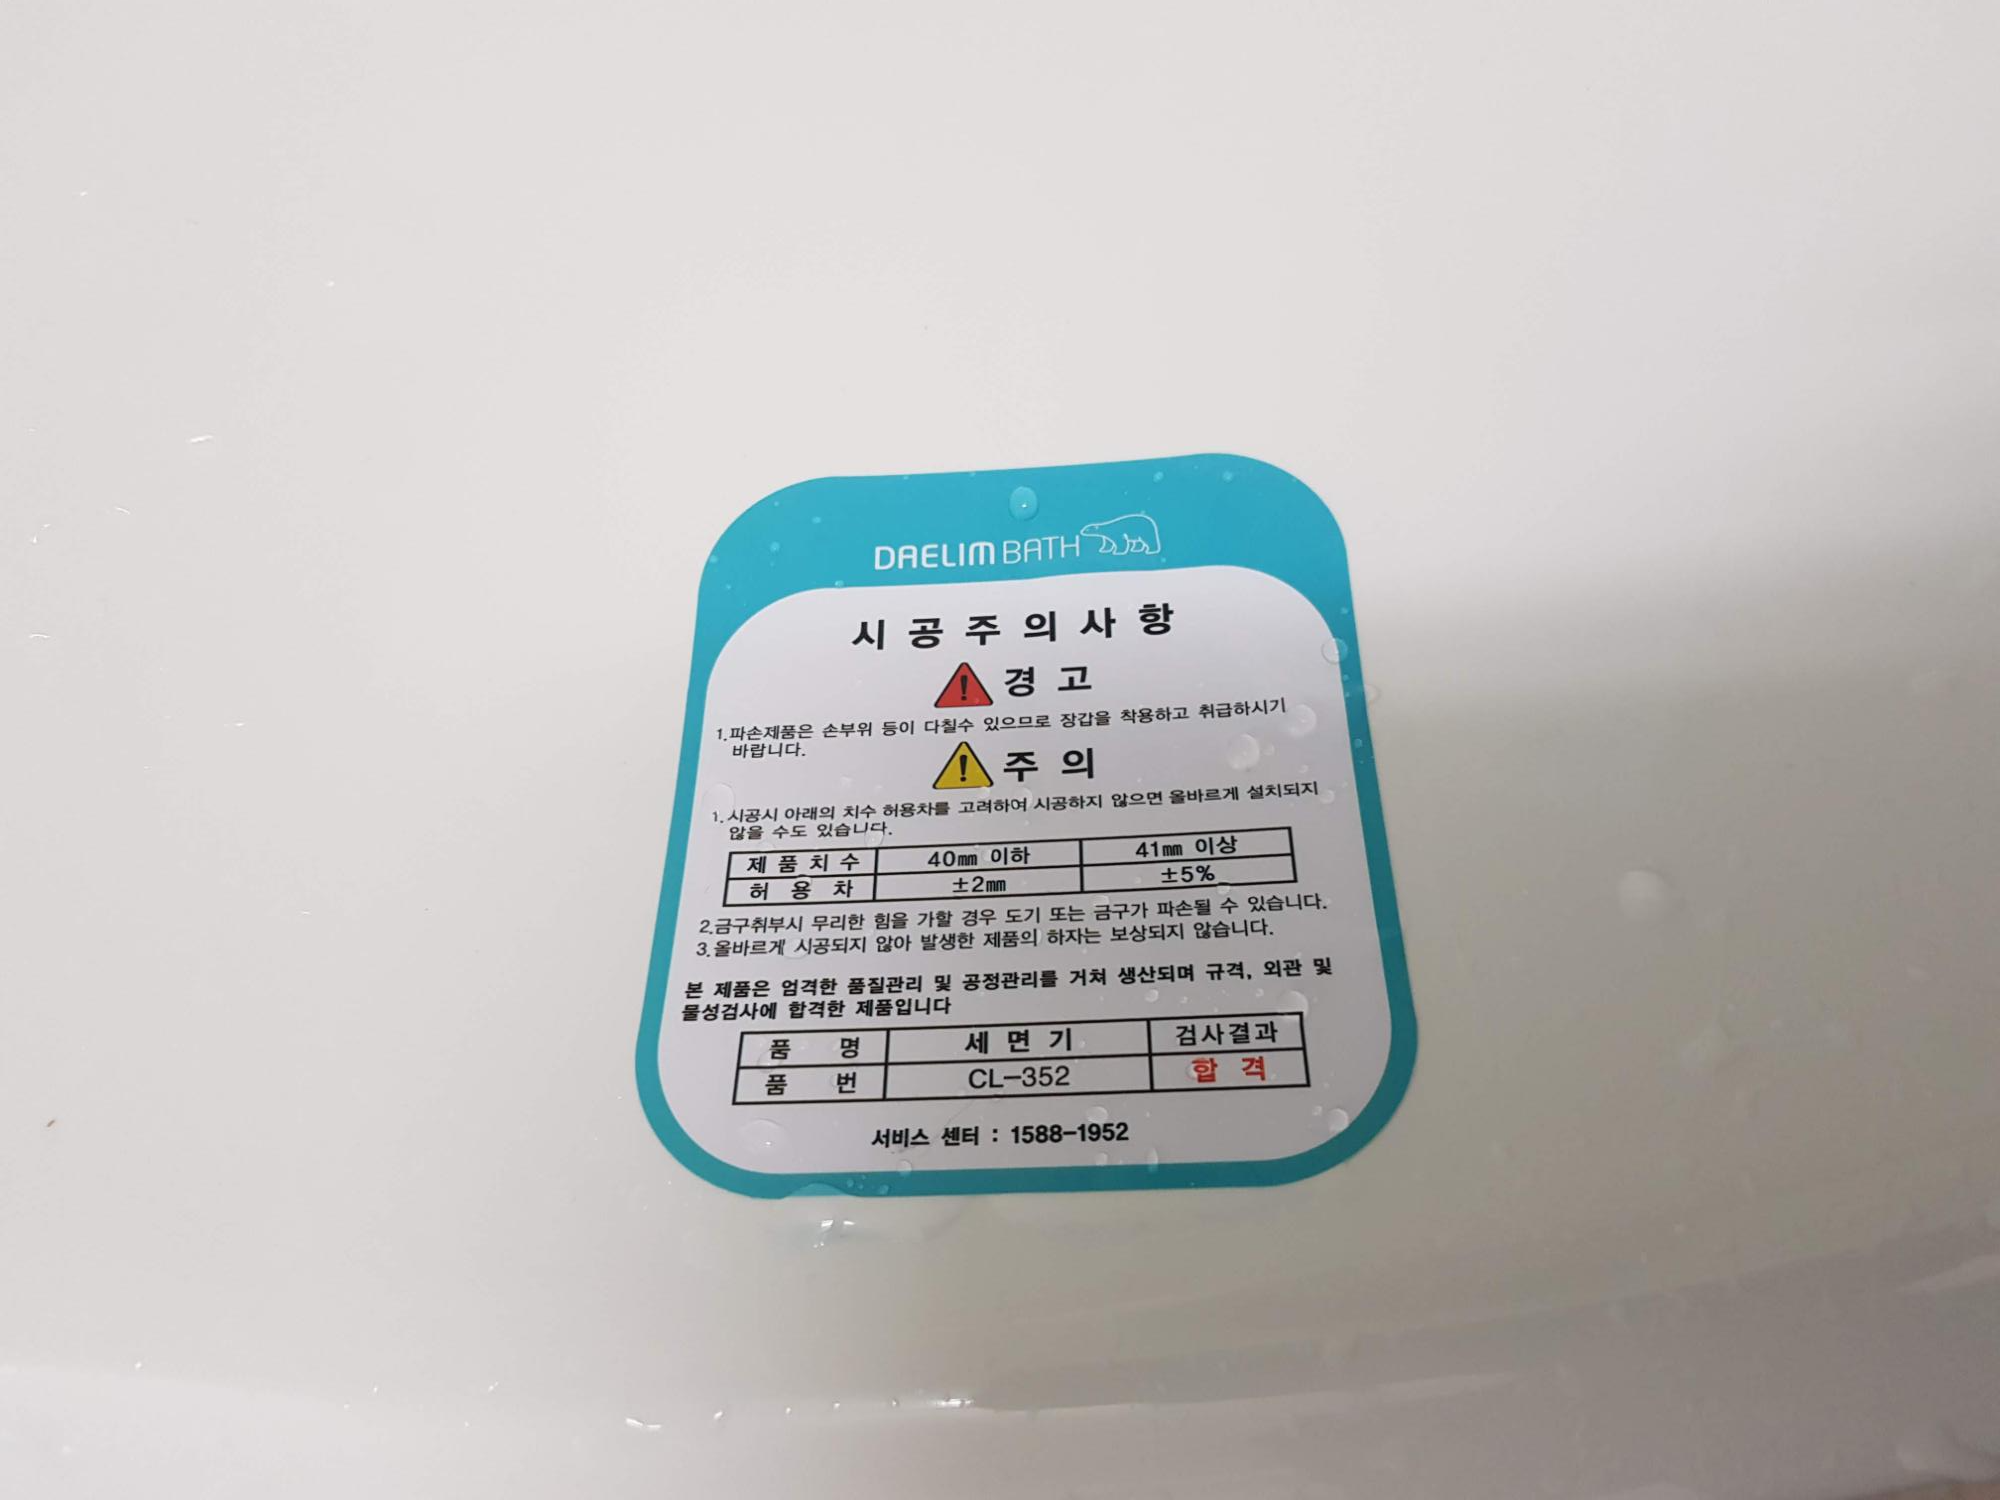 DAELIM BATH
시공주의사항
경고
1.파손제품은 손부위 등이 다칠수 있으므로 장갑을 착용하고 취급하시기
바랍니다.
주의
1.시공시 아래의 치수 허용차를 고려하여 시공하지 않으면 올바르게 설치되지
않을 수도 있습니다.
제품치수 40㎜ 이하 41㎜ 이상
허용차 ±2㎜ ±5%
2.금구취부시 무리한 힘을 가할 경우 도기 또는 금구가 파손될 수 있습니다.
3.올바르게 시공되지 않아 발생한 제품의 하자는 보상되지 않습니다.
본 제품은 엄격한 품질관리 및 공정관리를 거쳐 생산되며 규격, 외관 및
물성검사에 합격한 제품입니다
품명 세면기 검사결과
품번 CL-352 합격
서비스 센터 : 1588-1952